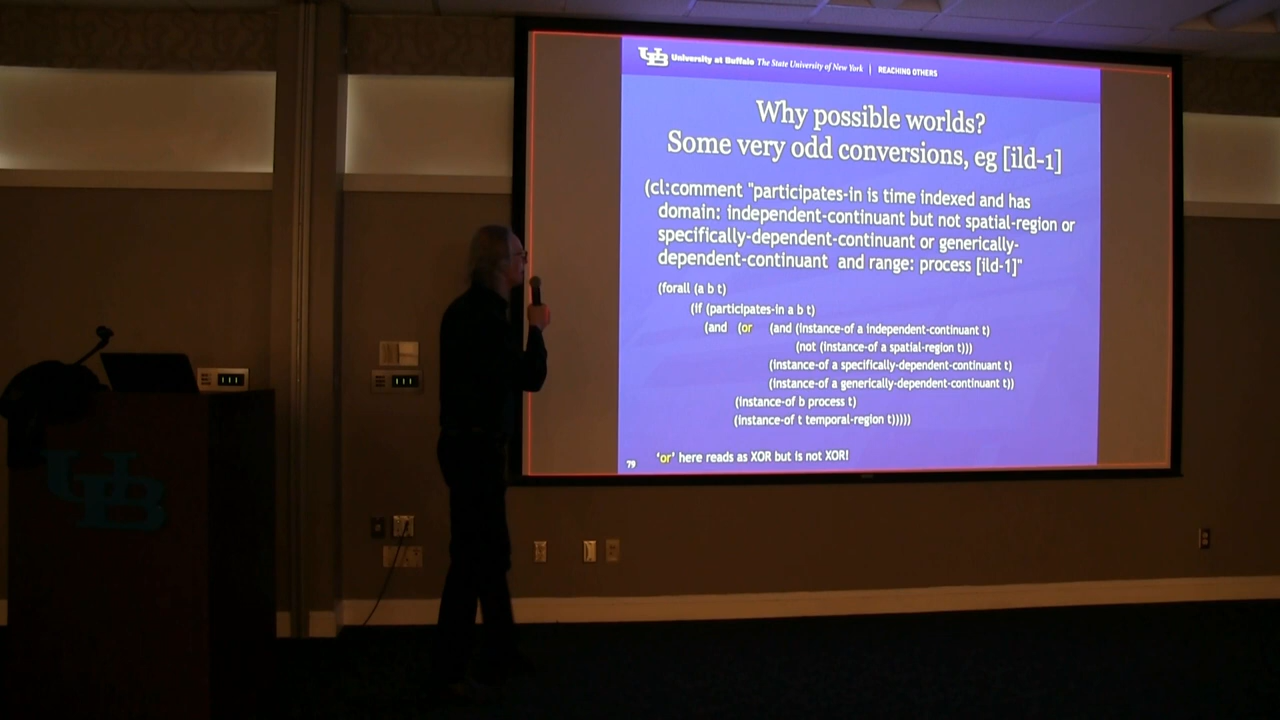 UB University at Buffalo The State University of New York | REACHING OTHERS
Why possible worlds?
Some very odd conversions, eg [ild-1]
(cl:comment "participates-in is time indexed and has
domain: independent-continuant but not spatial-region or
specifically-dependent-continuant or generically-
dependent-continuant and range: process [ild-1]"
(forall (a b t)
(if (participates-in a b t)
(and (or (and (instance-of a independent-continuant t)
(not (instance-of a spatial-region t)))
(instance-of a specifically-dependent-continuant t)
(instance-of a generically-dependent-continuant t))
(instance-of b process t)
(instance-of t temporal-region t)))))
'or' here reads as XOR but is not XOR!
79
UB